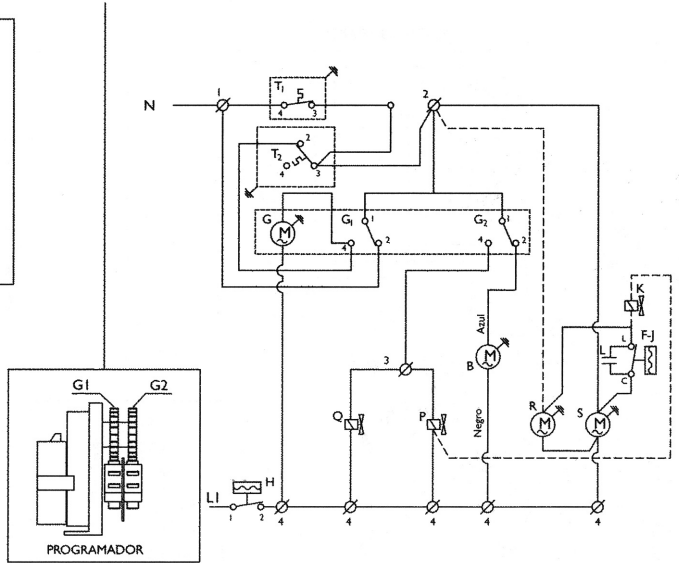 T1
4 3
N
1
2
T2
2
4 3
G
G1
1
4 2
G2
1
4 2
K
F-J
L
L
C
Azul
B
3
Negro
R
S
Q
P
G1 G2
L1
1 2
H
4 4 4 4 4
M
M
M
M
PROGRAMADOR